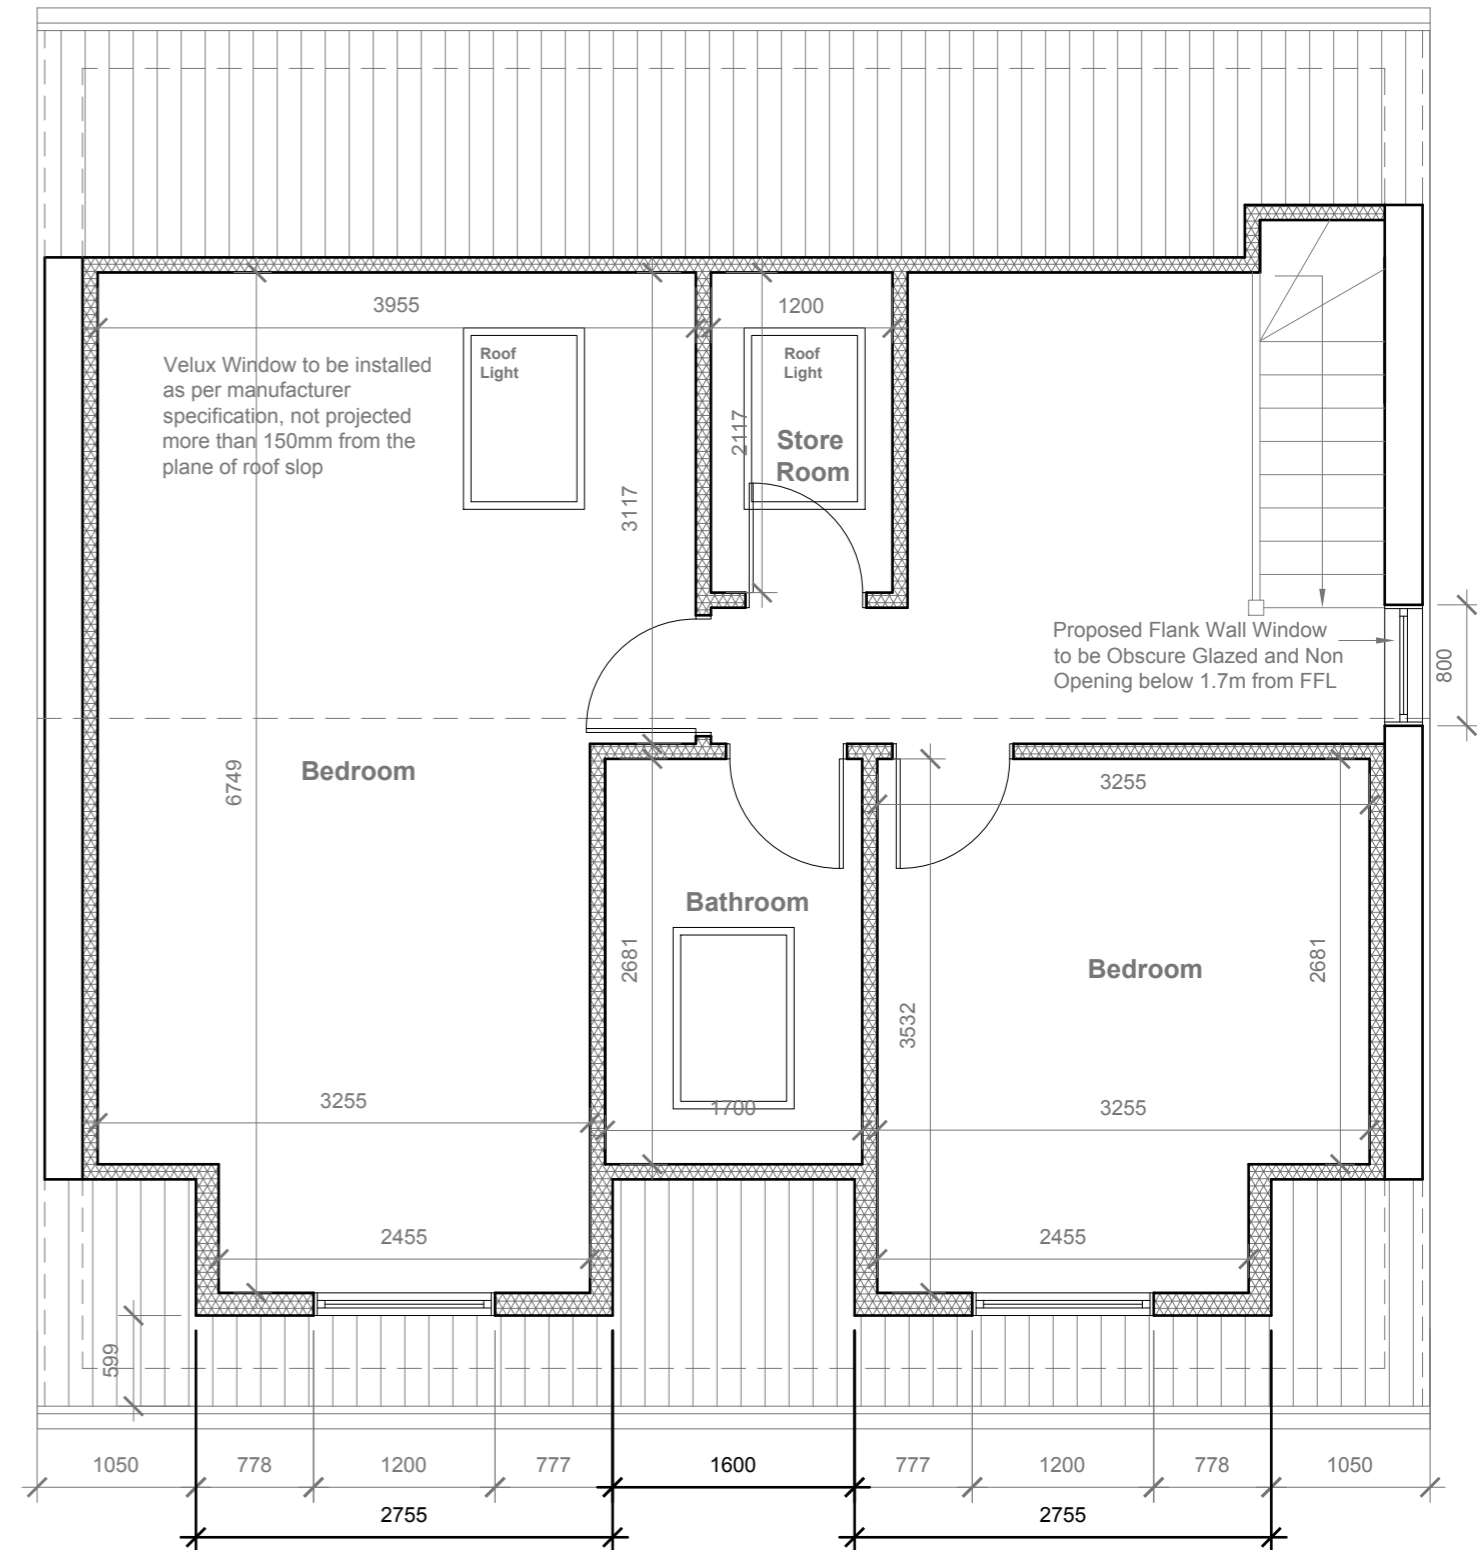 3955
1200
Roof
Light
Roof
Light
Velux Window to be installed
as per manufacturer
specification, not projected
more than 150mm from the
plane of roof slop
2117
Store
Room
3117
Proposed Flank Wall Window
to be Obscure Glazed and Non
Opening below 1.7m from FFL
800
6749
Bedroom
3255
Bathroom
2681
Bedroom
2681
3532
3255
1700
3255
2455
2455
599
1050
778
1200
777
1600
777
1200
778
1050
2755
2755